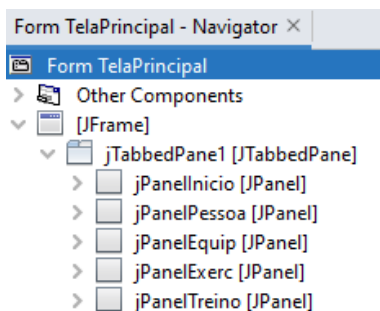 Form TelaPrincipal - Navigator ×
Form TelaPrincipal
Other Components
[JFrame]
jTabbedPane1 [JTabbedPane]
jPanelInicio [JPanel]
jPanelPessoa [JPanel]
jPanelEquip [JPanel]
jPanelExerc [JPanel]
jPanelTreino [JPanel]